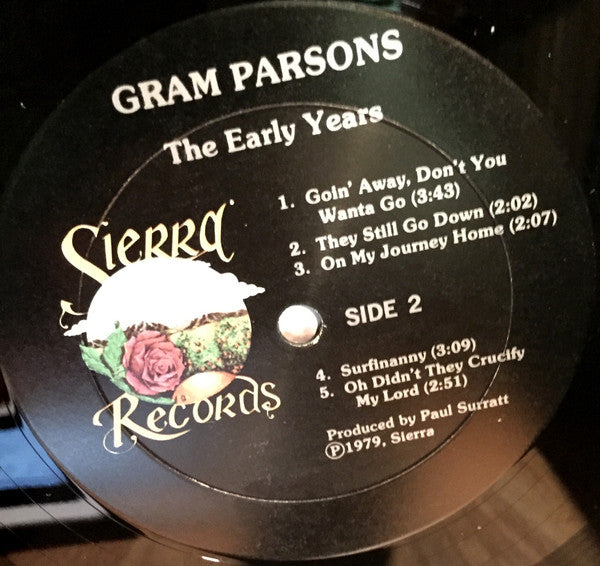 GRAM PARSONS
The Early Years
Sierra
Records
1. Goin' Away, Don't You
Wanta Go (3:43)
2. They Still Go Down (2:02)
3. On My Journey Home (2:07)
SIDE 2
4. Surfinanny (3:09)
5. Oh Didn't They Crucify
My Lord (2:51)
Produced by Paul Surratt
Ⓟ1979, Sierra